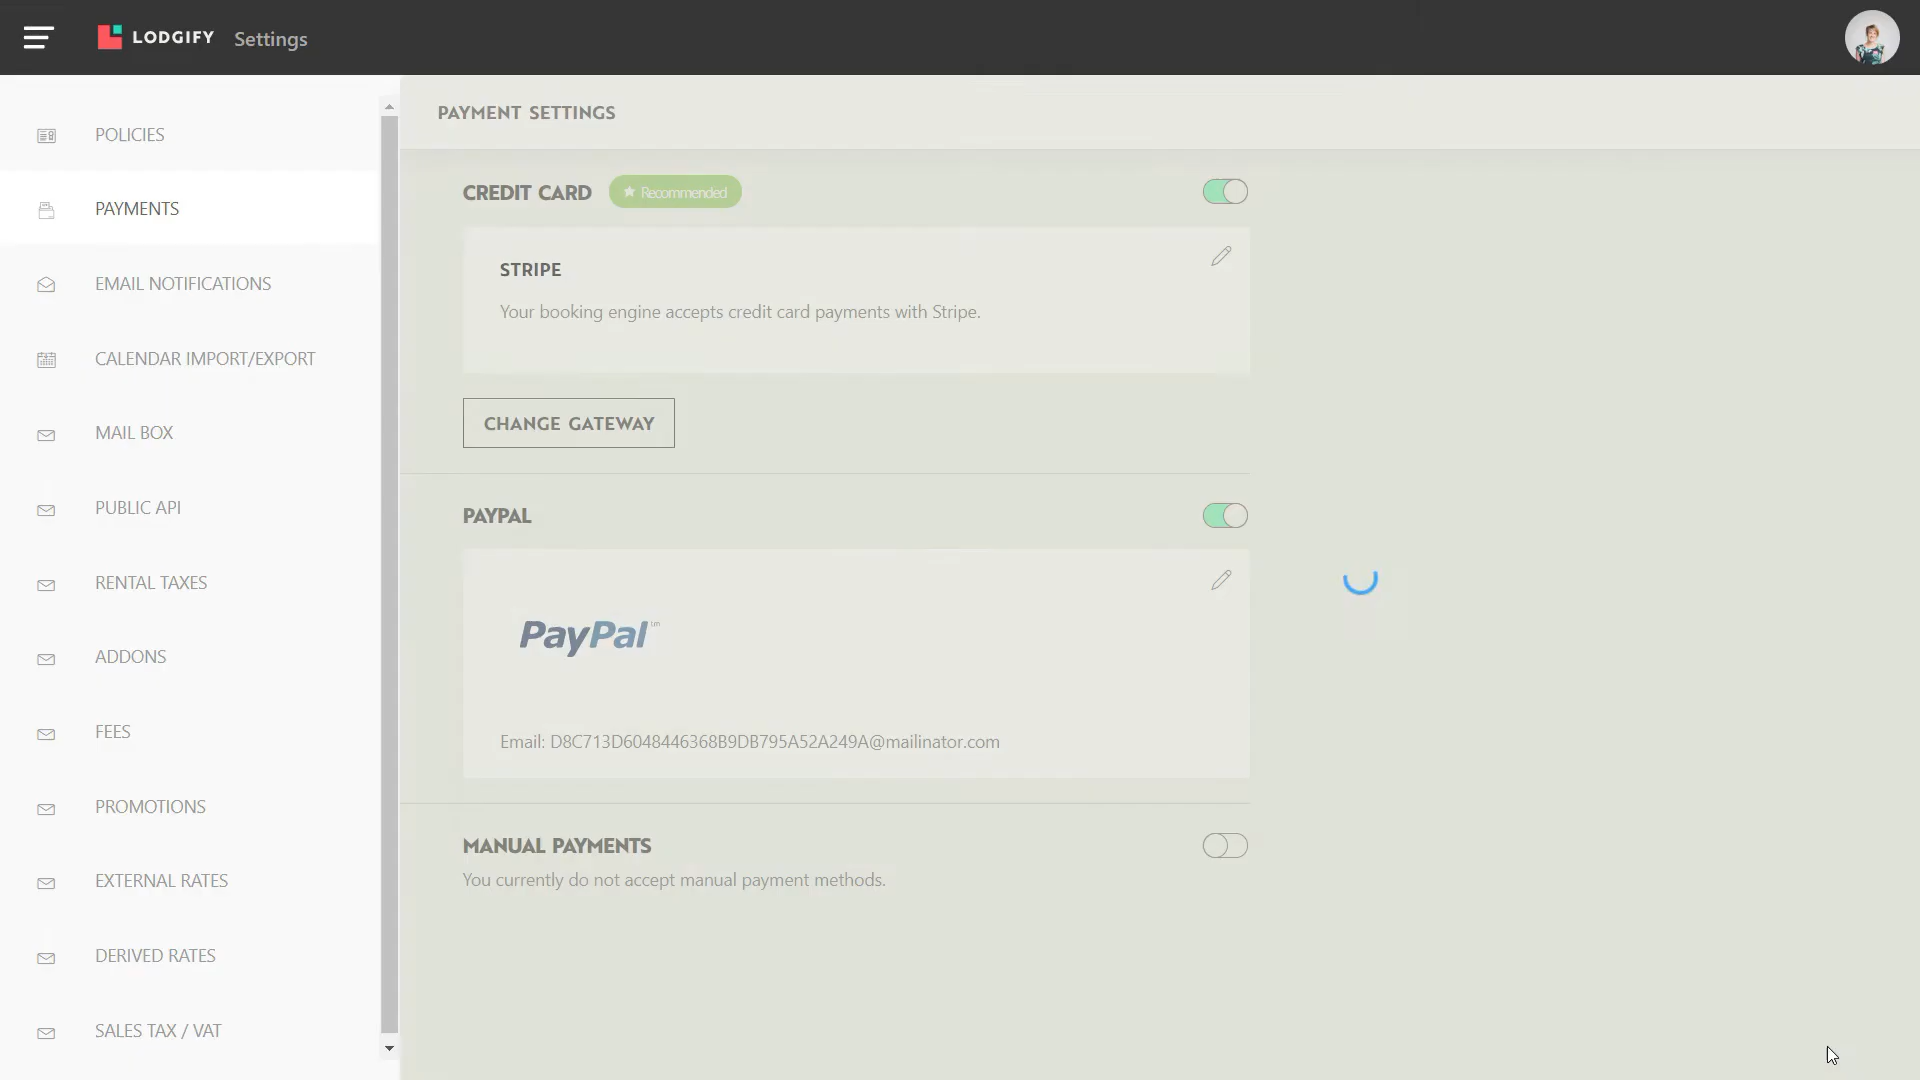 LODGIFY Settings
POLICIES
PAYMENTS
EMAIL NOTIFICATIONS
CALENDAR IMPORT/EXPORT
MAIL BOX
PUBLIC API
RENTAL TAXES
ADDONS
FEES
PROMOTIONS
EXTERNAL RATES
DERIVED RATES
SALES TAX / VAT
PAYMENT SETTINGS
CREDIT CARD Recommended
STRIPE
Your booking engine accepts credit card payments with Stripe.
CHANGE GATEWAY
PAYPAL
PayPal™
Email: D8C713D6048446368B9DB795A52A249A@mailinator.com
MANUAL PAYMENTS
You currently do not accept manual payment methods.